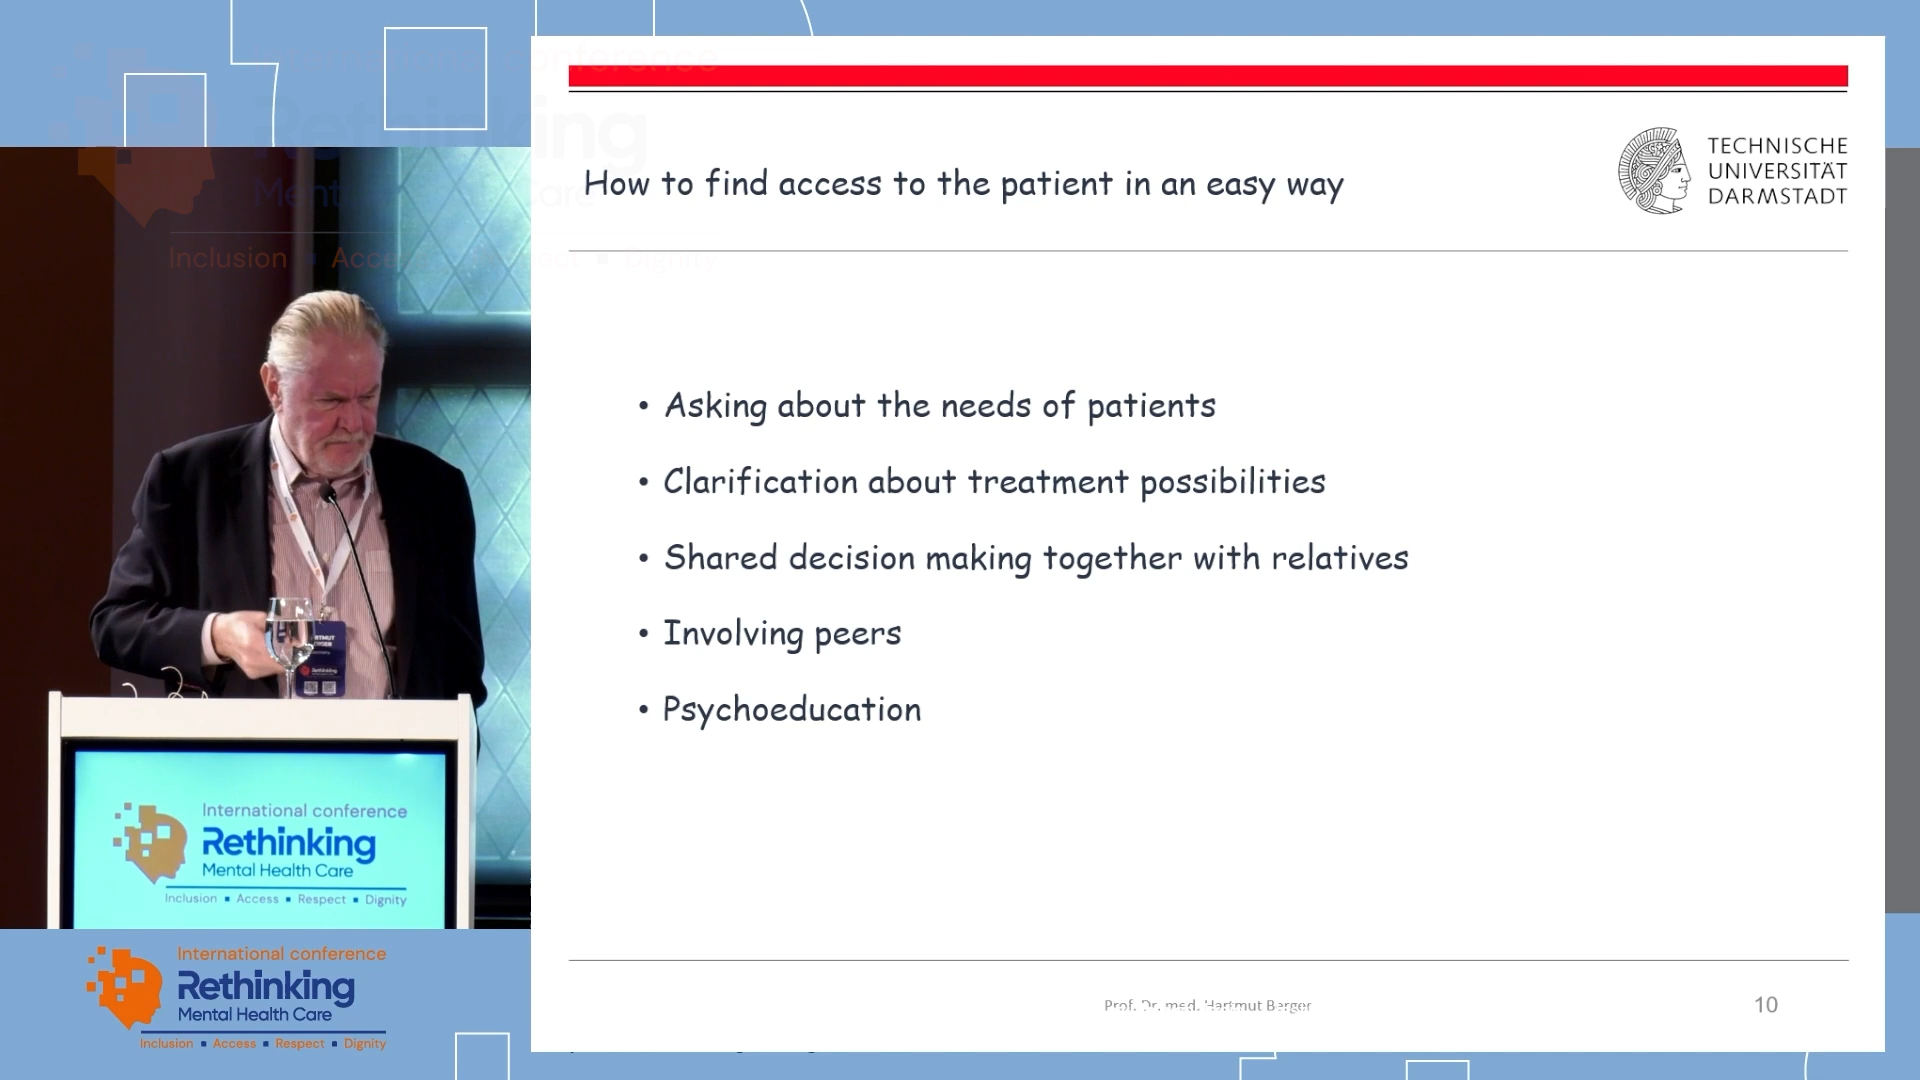 How to find access to the patient in an easy way
TECHNISCHE
UNIVERSITÄT
DARMSTADT
• Asking about the needs of patients
• Clarification about treatment possibilities
• Shared decision making together with relatives
• Involving peers
• Psychoeducation
Prof. Dr. med. Hartmut Berger
10
Rethinking
Inclusion
Dignity
International conference
Rethinking
Mental Health Care
Inclusion ▪ Access ▪ Respect ▪ Dignity
International conference
Rethinking
Mental Health Care
Inclusion ▪ Access ▪ Respect ▪ Dignity